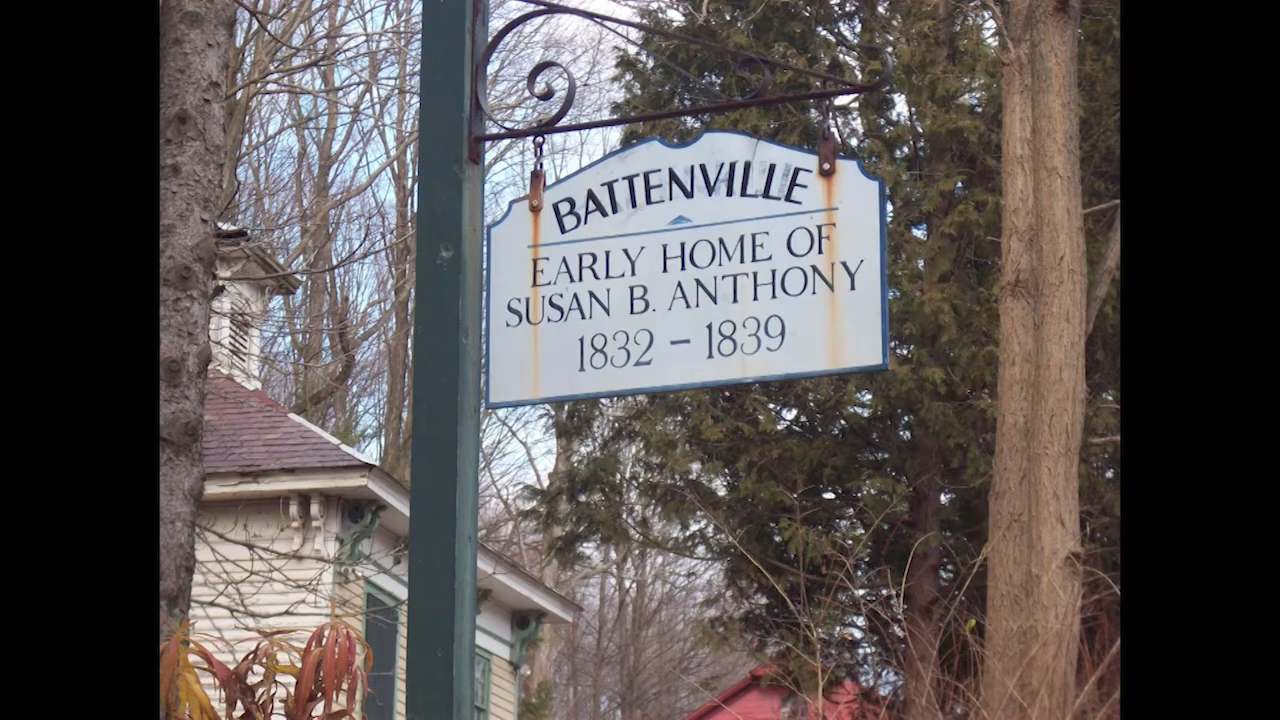 BATTENVILLE
EARLY HOME OF
SUSAN B. ANTHONY
1832 - 1839